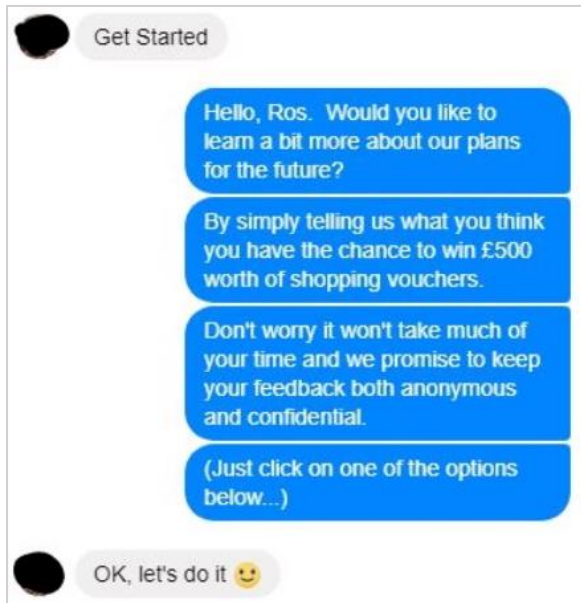 Get Started
Hello, Ros. Would you like to
learn a bit more about our plans
for the future?
By simply telling us what you think
you have the chance to win £500
worth of shopping vouchers.
Don't worry it won't take much of
your time and we promise to keep
your feedback both anonymous
and confidential.
(Just click on one of the options
below...)
OK, let's do it 🙂